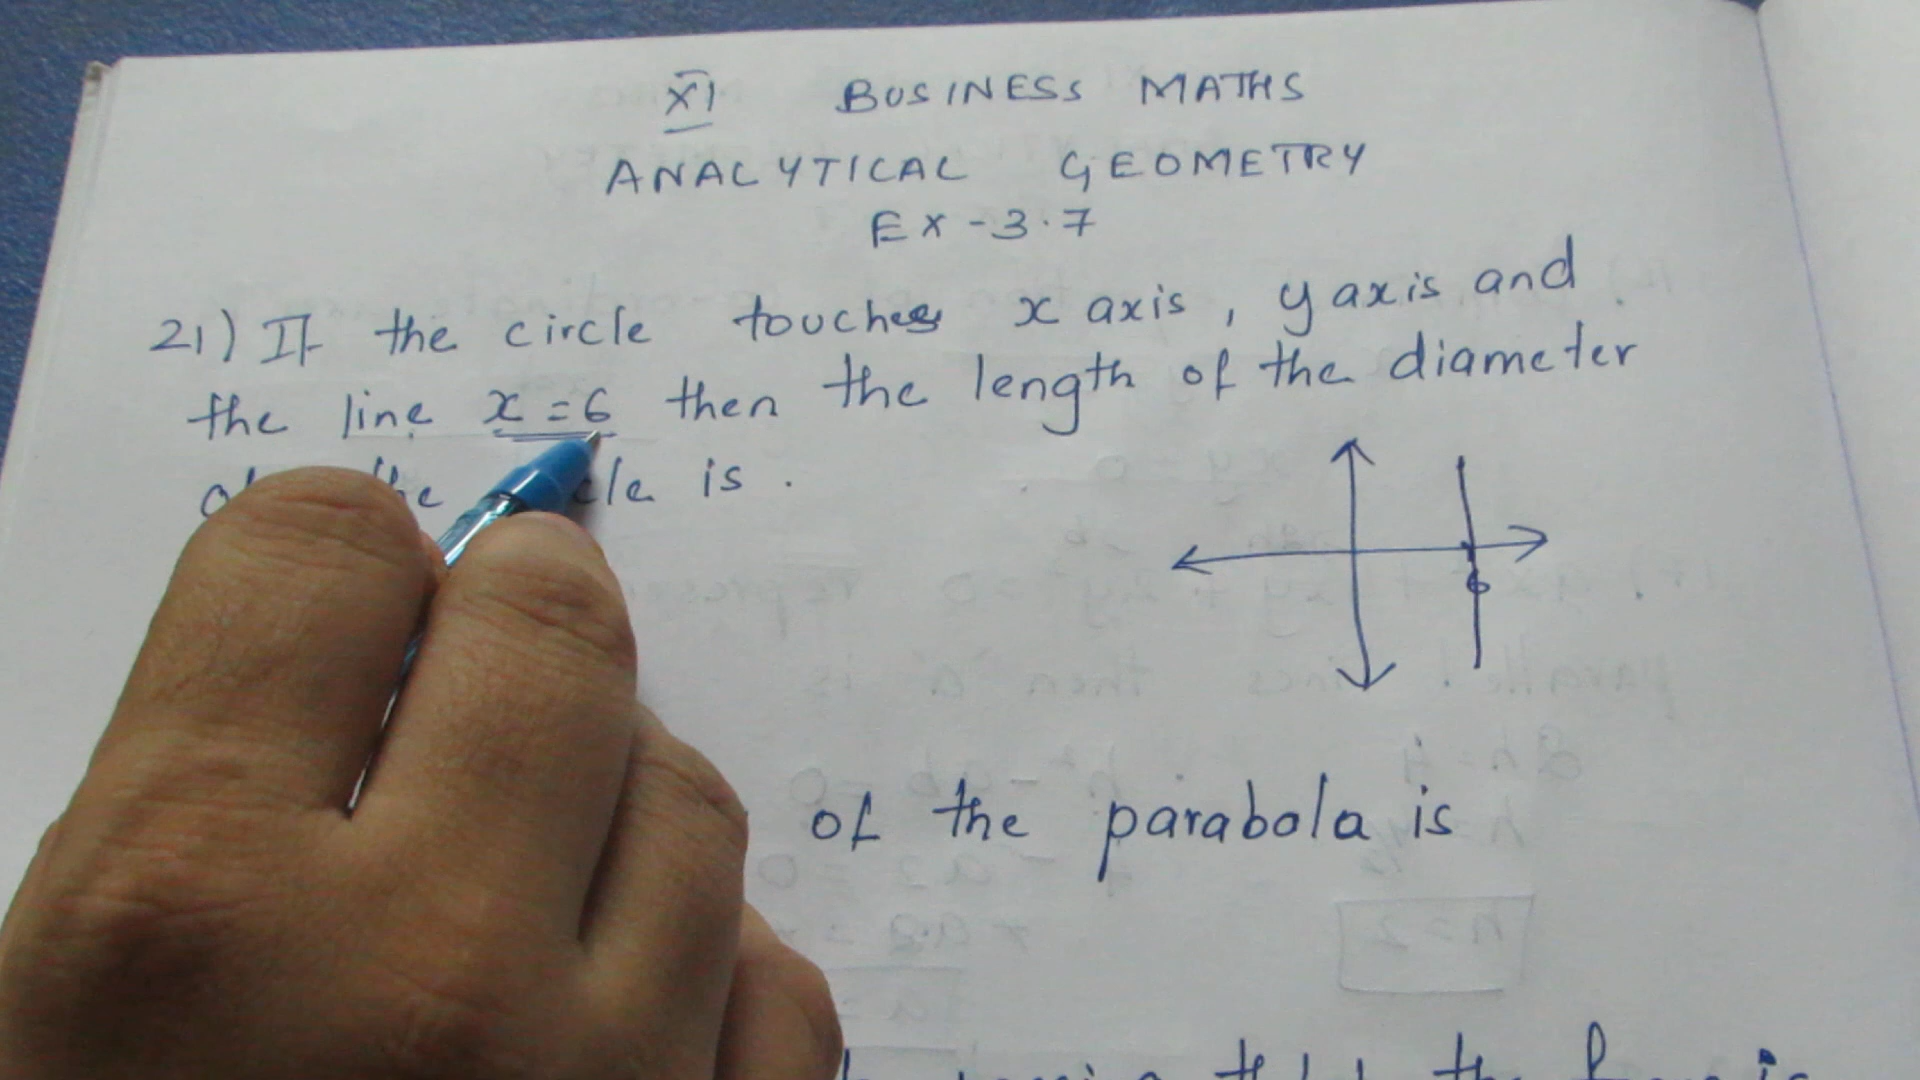 XI BUSINESS MATHS
ANALYTICAL GEOMETRY
EX-3.7
21) If the circle touches x axis, y axis and
the line x=6 then the length of the diameter
is.
6
of the parabola is
the